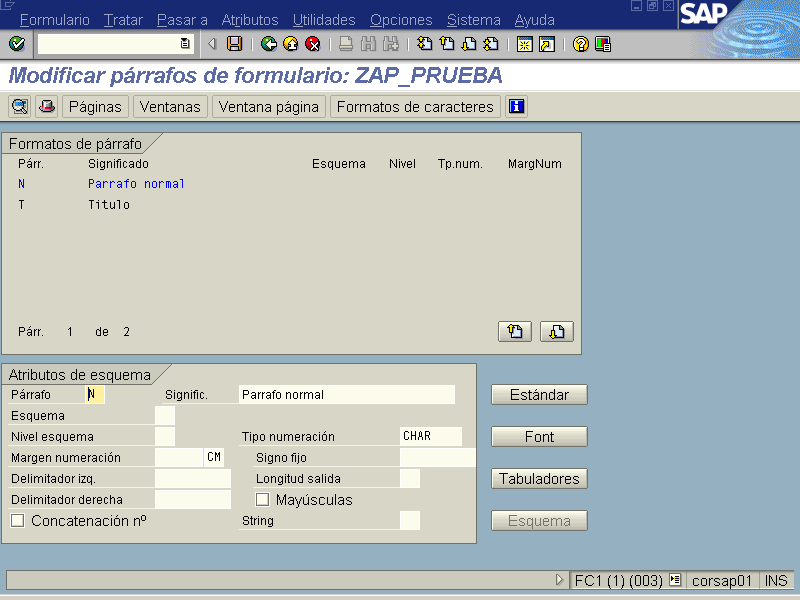 Formulario Tratar Pasar a Atributos Utilidades Opciones Sistema Ayuda
SAP
Modificar párrafos de formulario: ZAP_PRUEBA
Páginas Ventanas Ventana página Formatos de caracteres
Formatos de párrafo
Párr. Significado Esquema Nivel Tp.num. MargNum
N Parrafo normal
T Titulo
Párr. 1 de 2
Atributos de esquema
Párrafo N Signific. Parrafo normal Estándar
Esquema
Nivel esquema Tipo numeración CHAR Font
Margen numeración CM Signo fijo
Delimitador izq. Longitud salida Tabuladores
Delimitador derecha Mayúsculas
Concatenación nº String Esquema
FC1 (1) (003) corsap01 INS